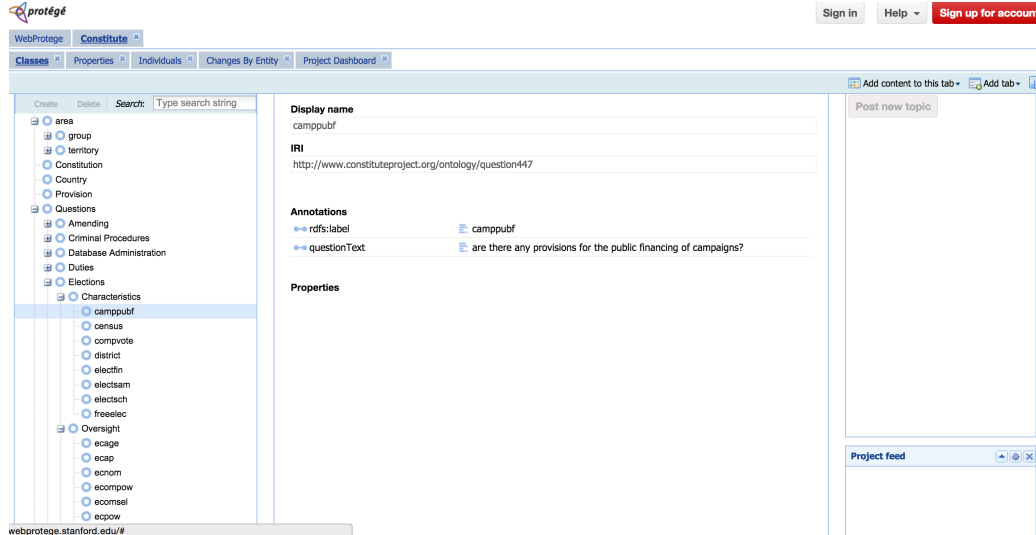 protégé
Sign in Help Sign up for account
WebProtege Constitute
Classes Properties Individuals Changes By Entity Project Dashboard
Add content to this tab Add tab
Create Delete Search: Type search string
area
group
territory
Constitution
Country
Provision
Questions
Amending
Criminal Procedures
Database Administration
Duties
Elections
Characteristics
camppubf
census
compvote
district
electfin
electsam
electsch
freeelec
Oversight
ecage
ecap
ecnom
ecompow
ecomsel
ecpow
webprotege.stanford.edu/#
Display name
camppubf
IRI
http://www.constituteproject.org/ontology/question447
Annotations
rdfs:label camppubf
questionText are there any provisions for the public financing of campaigns?
Properties
Post new topic
Project feed